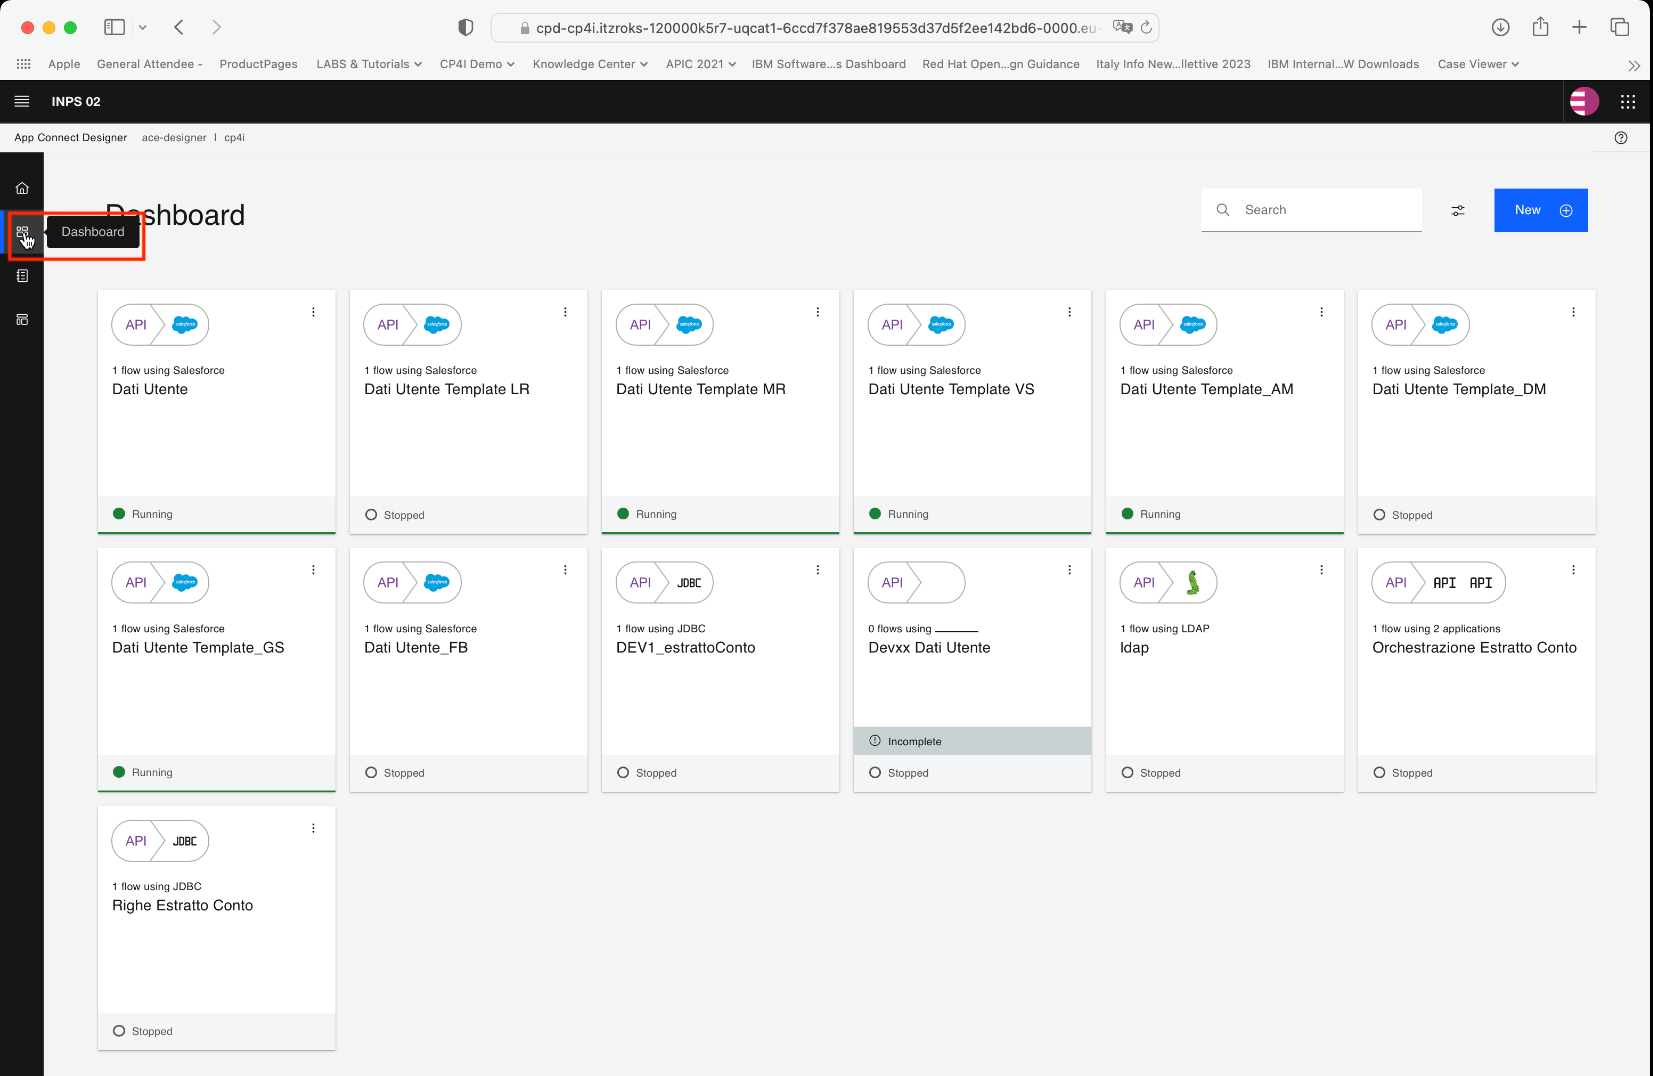 cpd-cp4i.itzroks-120000k5r7-uqcat1-6ccd7f378ae819553d37d5f2ee142bd6-0000.eu-
Apple General Attendee - ProductPages LABS & Tutorials CP4I Demo Knowledge Center APIC 2021 IBM Software...s Dashboard Red Hat Open...gn Guidance Italy Info New...llettive 2023 IBM Internal...W Downloads Case Viewer
INPS 02
App Connect Designer ace-designer | cp4i
Dashboard
Dashboard
Search
New
API salesforce
1 flow using Salesforce
Dati Utente
Running
API salesforce
1 flow using Salesforce
Dati Utente Template LR
Stopped
API salesforce
1 flow using Salesforce
Dati Utente Template MR
Running
API salesforce
1 flow using Salesforce
Dati Utente Template VS
Running
API salesforce
1 flow using Salesforce
Dati Utente Template_AM
Running
API salesforce
1 flow using Salesforce
Dati Utente Template_DM
Stopped
API salesforce
1 flow using Salesforce
Dati Utente Template_GS
Running
API salesforce
1 flow using Salesforce
Dati Utente_FB
Stopped
API JDBC
1 flow using JDBC
DEV1_estrattoConto
Stopped
API
0 flows using
Devxx Dati Utente
Incomplete
Stopped
API
1 flow using LDAP
ldap
Stopped
API API API
1 flow using 2 applications
Orchestrazione Estratto Conto
Stopped
API JDBC
1 flow using JDBC
Righe Estratto Conto
Stopped